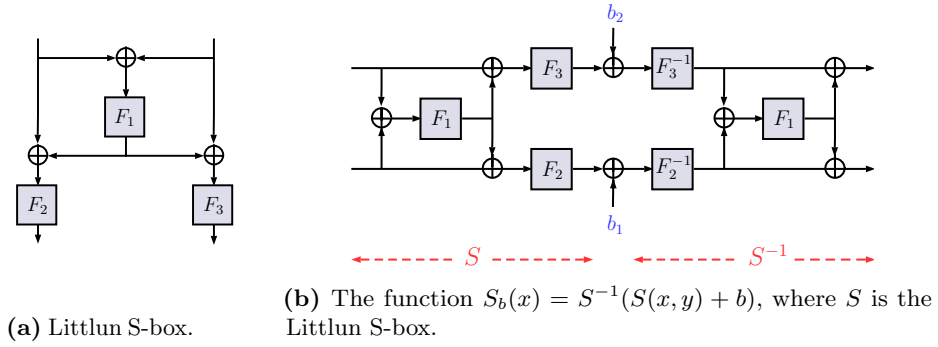 b₂
F₃ F₃⁻¹
F₁ F₁ F₁
F₂ F₃ F₂ F₂⁻¹
b₁
S S⁻¹
(b) The function S_b(x) = S⁻¹(S(x, y) + b), where S is the
(a) Littlun S-box. Littlun S-box.